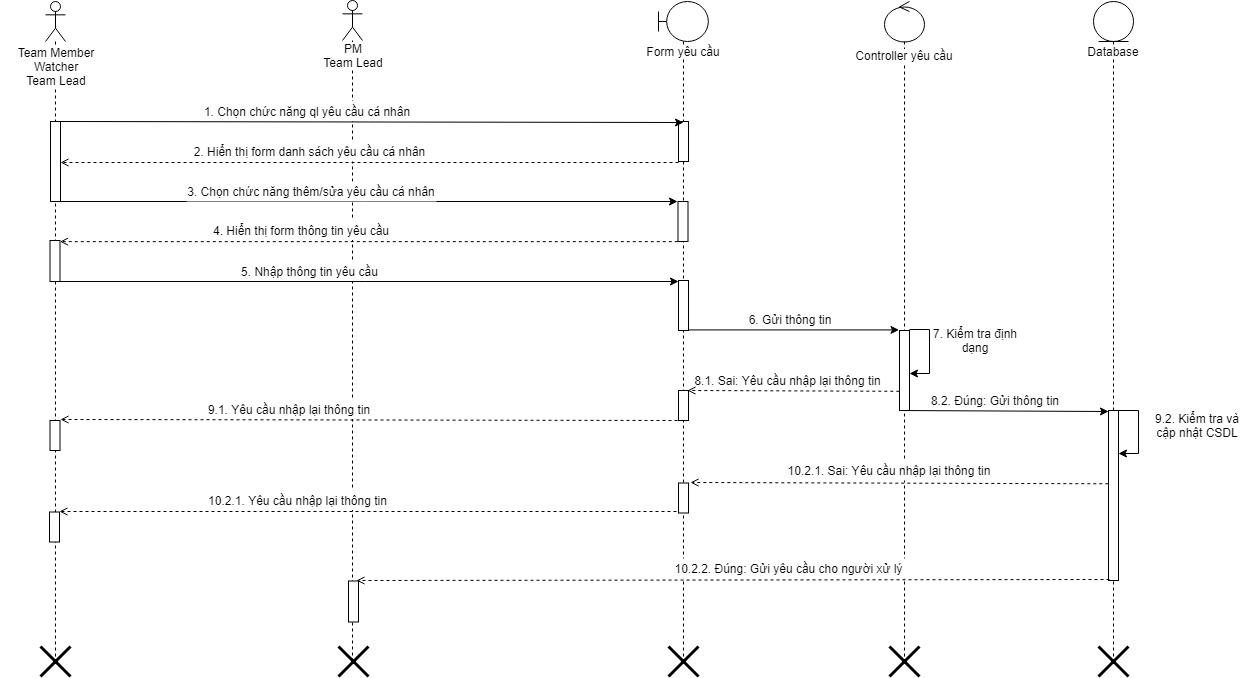 Team Member
Watcher
Team Lead
PM
Team Lead
Form yêu cầu
Controller yêu cầu
Database
1. Chọn chức năng ql yêu cầu cá nhân
2. Hiển thị form danh sách yêu cầu cá nhân
3. Chọn chức năng thêm/sửa yêu cầu cá nhân
4. Hiển thị form thông tin yêu cầu
5. Nhập thông tin yêu cầu
6. Gửi thông tin
7. Kiểm tra định
dạng
8.1. Sai: Yêu cầu nhập lại thông tin
8.2. Đúng: Gửi thông tin
9.1. Yêu cầu nhập lại thông tin
9.2. Kiểm tra và
cập nhật CSDL
10.2.1. Sai: Yêu cầu nhập lại thông tin
10.2.1. Yêu cầu nhập lại thông tin
10.2.2. Đúng: Gửi yêu cầu cho người xử lý